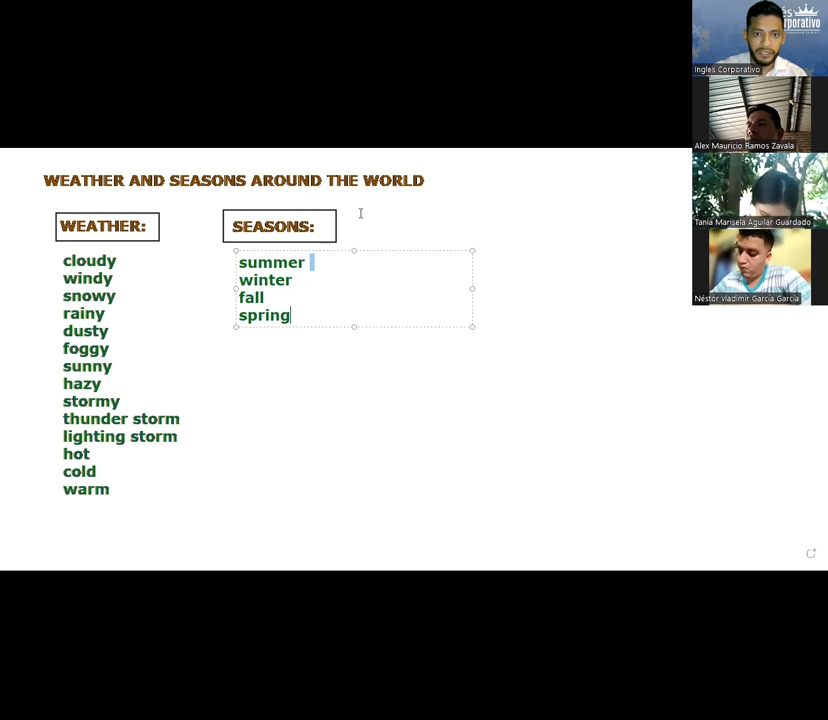 WEATHER AND SEASONS AROUND THE WORLD
WEATHER:
cloudy
windy
snowy
rainy
dusty
foggy
sunny
hazy
stormy
thunder storm
lighting storm
hot
cold
warm
SEASONS:
summer
winter
fall
spring
és
rporativo
Ingles Corporativo
Alex Mauricio Ramos Zavala
Tania Marisela Aguilar Guardado
Néstor vladimir García García